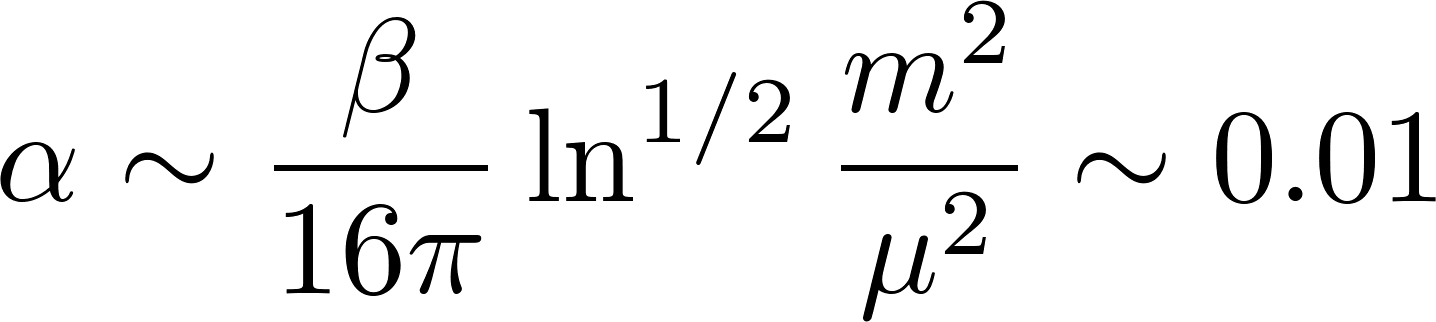 α ∼ β/16π ln^{1/2} m²/μ² ∼ 0.01